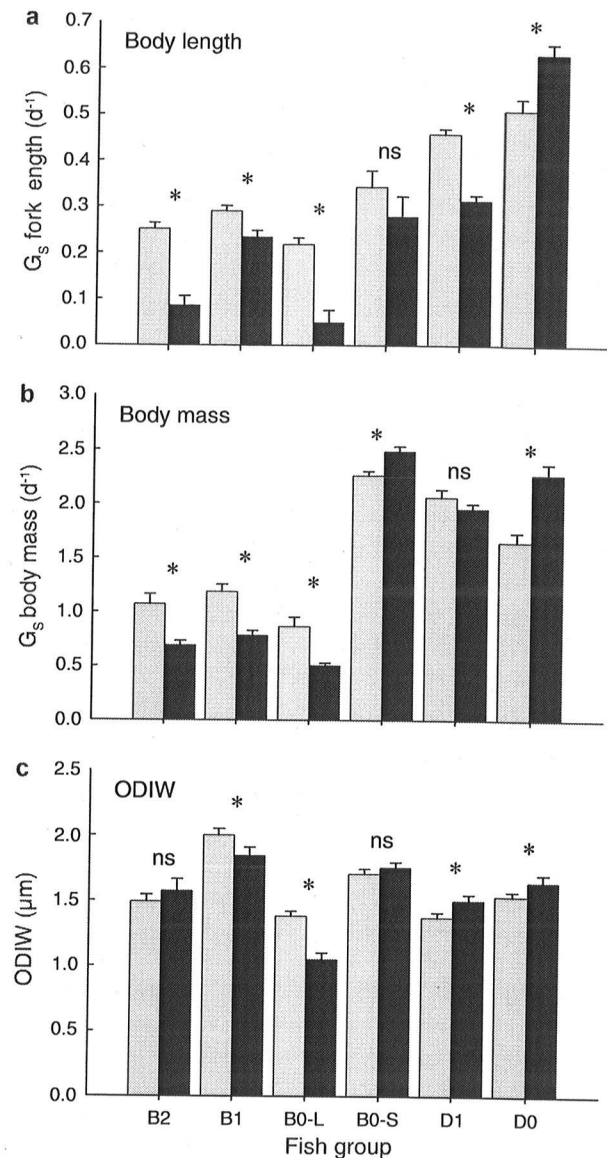 a
Body length
G_s fork ength (d⁻¹)
0.7
0.6
0.5
0.4
0.3
0.2
0.1
0.0
* * * ns * *
b
Body mass
G_s body mass (d⁻¹)
3.0
2.5
2.0
1.5
1.0
0.5
0.0
* * * * ns *
c
ODIW
ODIW (μm)
2.5
2.0
1.5
1.0
0.5
0.0
ns * * ns * *
B2 B1 B0-L B0-S D1 D0
Fish group